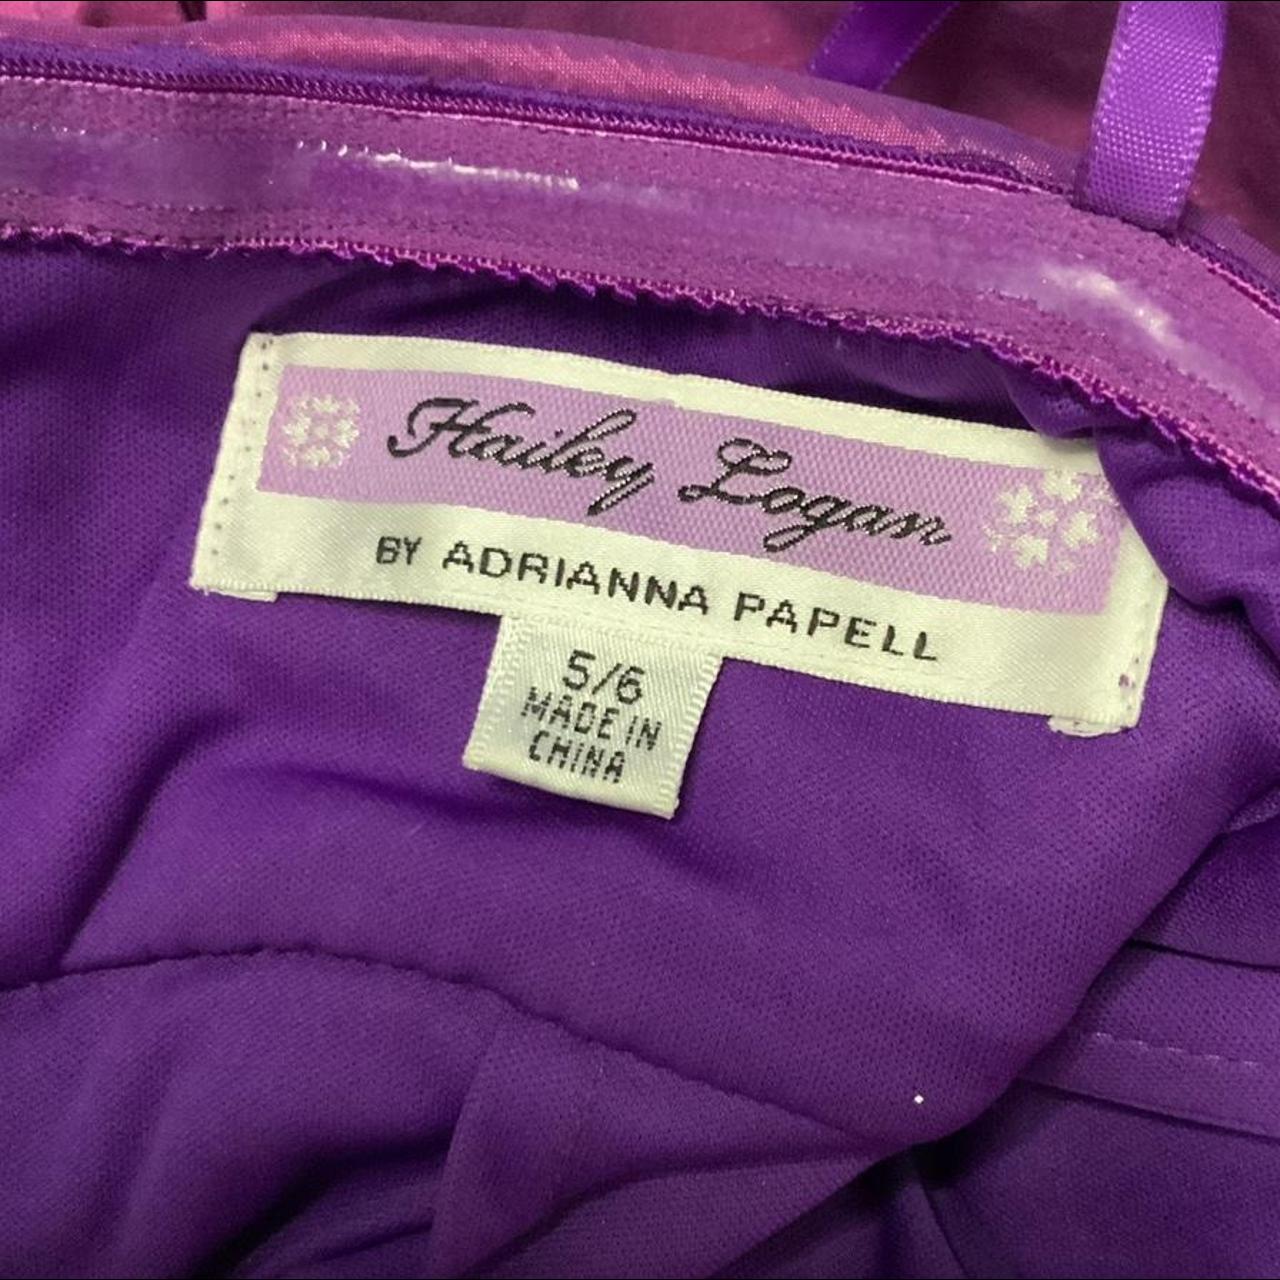 Hailey Logan
BY ADRIANNA PAPELL
5/6
MADE IN
CHINA